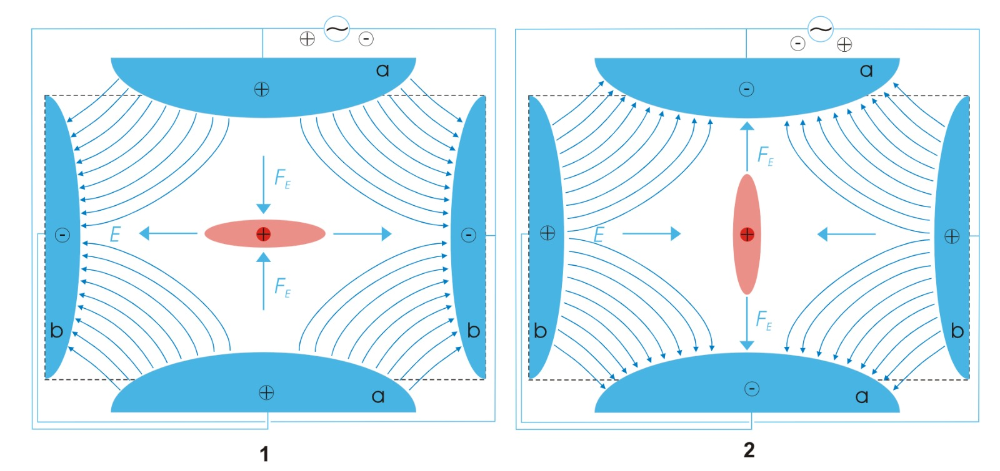 ⊕ ~ ⊖
a
⊕
F_E
⊖ E ⊕ ⊖
F_E
b b
⊕ a
1
⊖ ~ ⊕
a
⊖
F_E
⊕ E ⊕ ⊕
F_E
b b
⊖ a
2